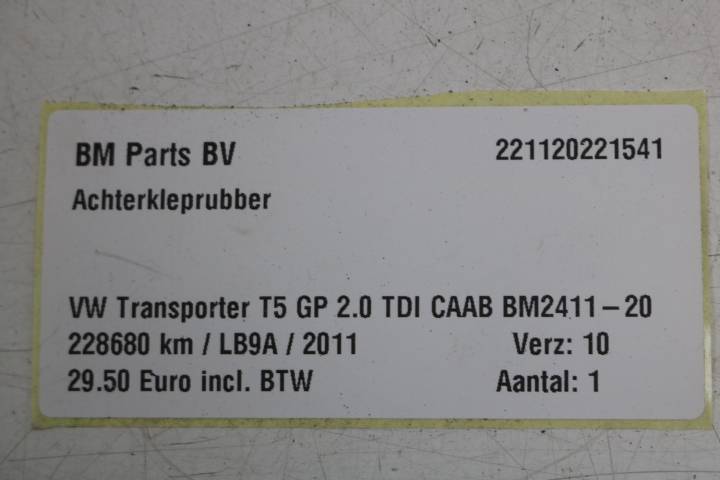 BM Parts BV 221120221541
Achterkleprubber
VW Transporter T5 GP 2.0 TDI CAAB BM2411-20
228680 km / LB9A / 2011 Verz: 10
29.50 Euro incl. BTW Aantal: 1